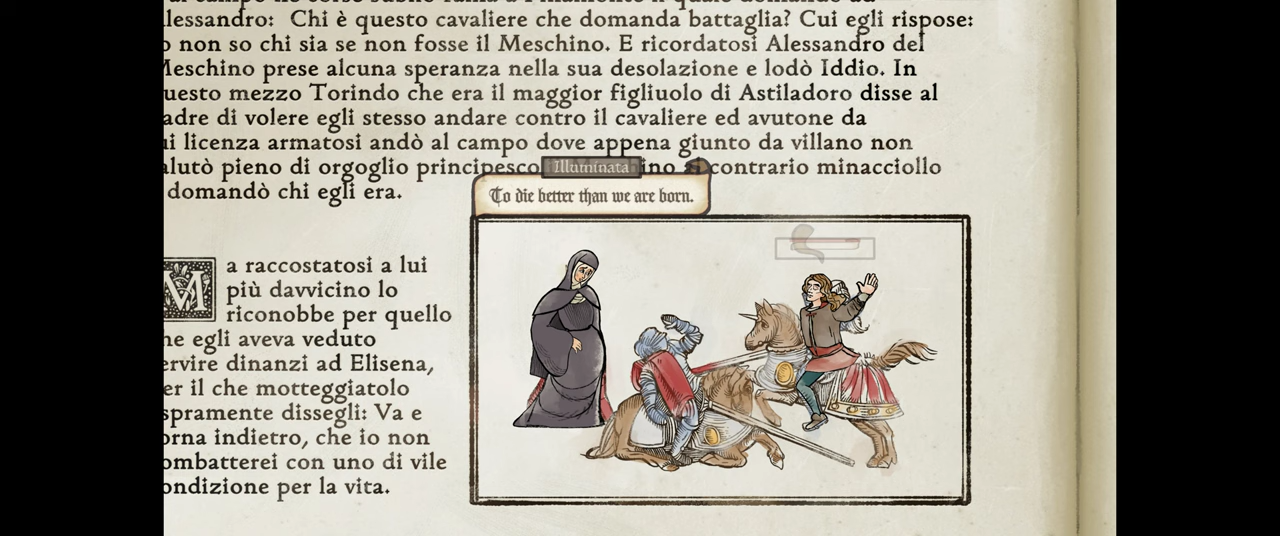 Alessandro: Chi è questo cavaliere che domanda battaglia? Cui egli rispose:
o non so chi sia se non fosse il Meschino. E ricordatosi Alessandro del
Meschino prese alcuna speranza nella sua desolazione e lodò Iddio. In
questo mezzo Torindo che era il maggior figliuolo di Astiladoro disse al
adre di volere egli stesso andare contro il cavaliere ed avutone da
ui licenza armatosi andò al campo dove appena giunto da villano non
alutò pieno di orgoglio principesco ino contrario minacciollo
domandò chi egli era.
Illuminata
To die better than we are born.
M
a raccostatosi a lui
più davvicino lo
riconobbe per quello
he egli aveva veduto
ervire dinanzi ad Elisena,
er il che motteggiatolo
spramente dissegli: Va e
orna indietro, che io non
ombatterei con uno di vile
ondizione per la vita.